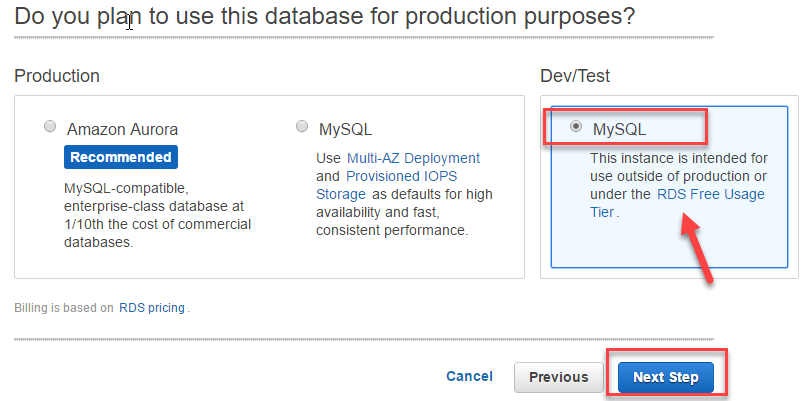 Do you plan to use this database for production purposes?
Production
Amazon Aurora
Recommended
MySQL-compatible,
enterprise-class database at
1/10th the cost of commercial
databases.
MySQL
Use Multi-AZ Deployment
and Provisioned IOPS
Storage as defaults for high
availability and fast,
consistent performance.
Dev/Test
MySQL
This instance is intended for
use outside of production or
under the RDS Free Usage
Tier.
Billing is based on RDS pricing.
Cancel
Previous
Next Step